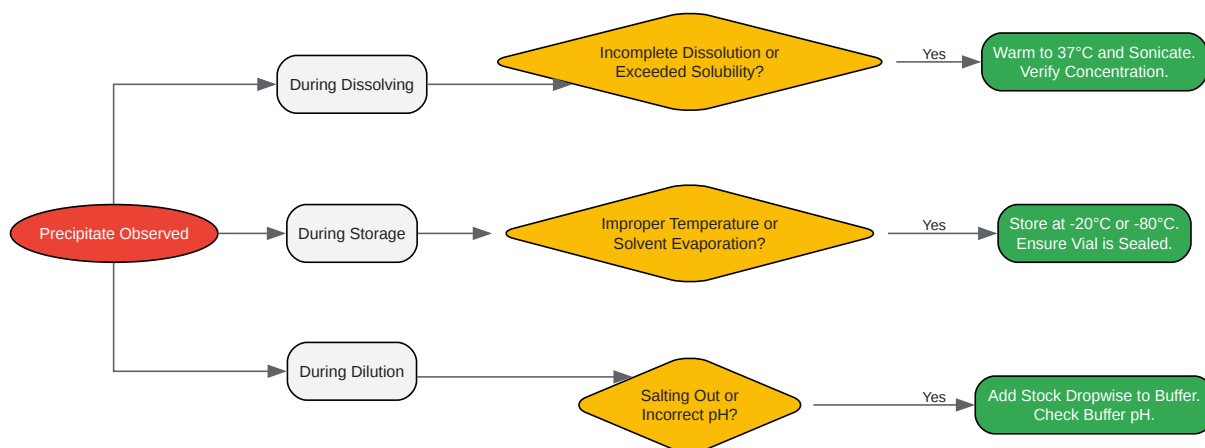 Incomplete Dissolution or
Exceeded Solubility?
Yes
Warm to 37°C and Sonicate.
Verify Concentration.
During Dissolving
Precipitate Observed
During Storage
Improper Temperature or
Solvent Evaporation?
Yes
Store at -20°C or -80°C.
Ensure Vial is Sealed.
During Dilution
Salting Out or
Incorrect pH?
Yes
Add Stock Dropwise to Buffer.
Check Buffer pH.